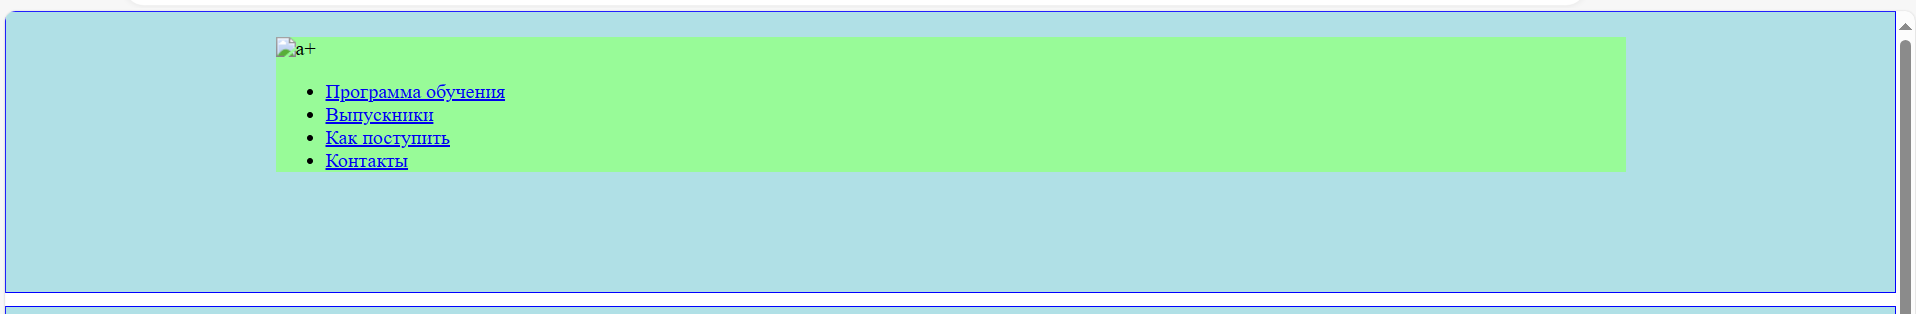 a+
Программа обучения
Выпускники
Как поступить
Контакты